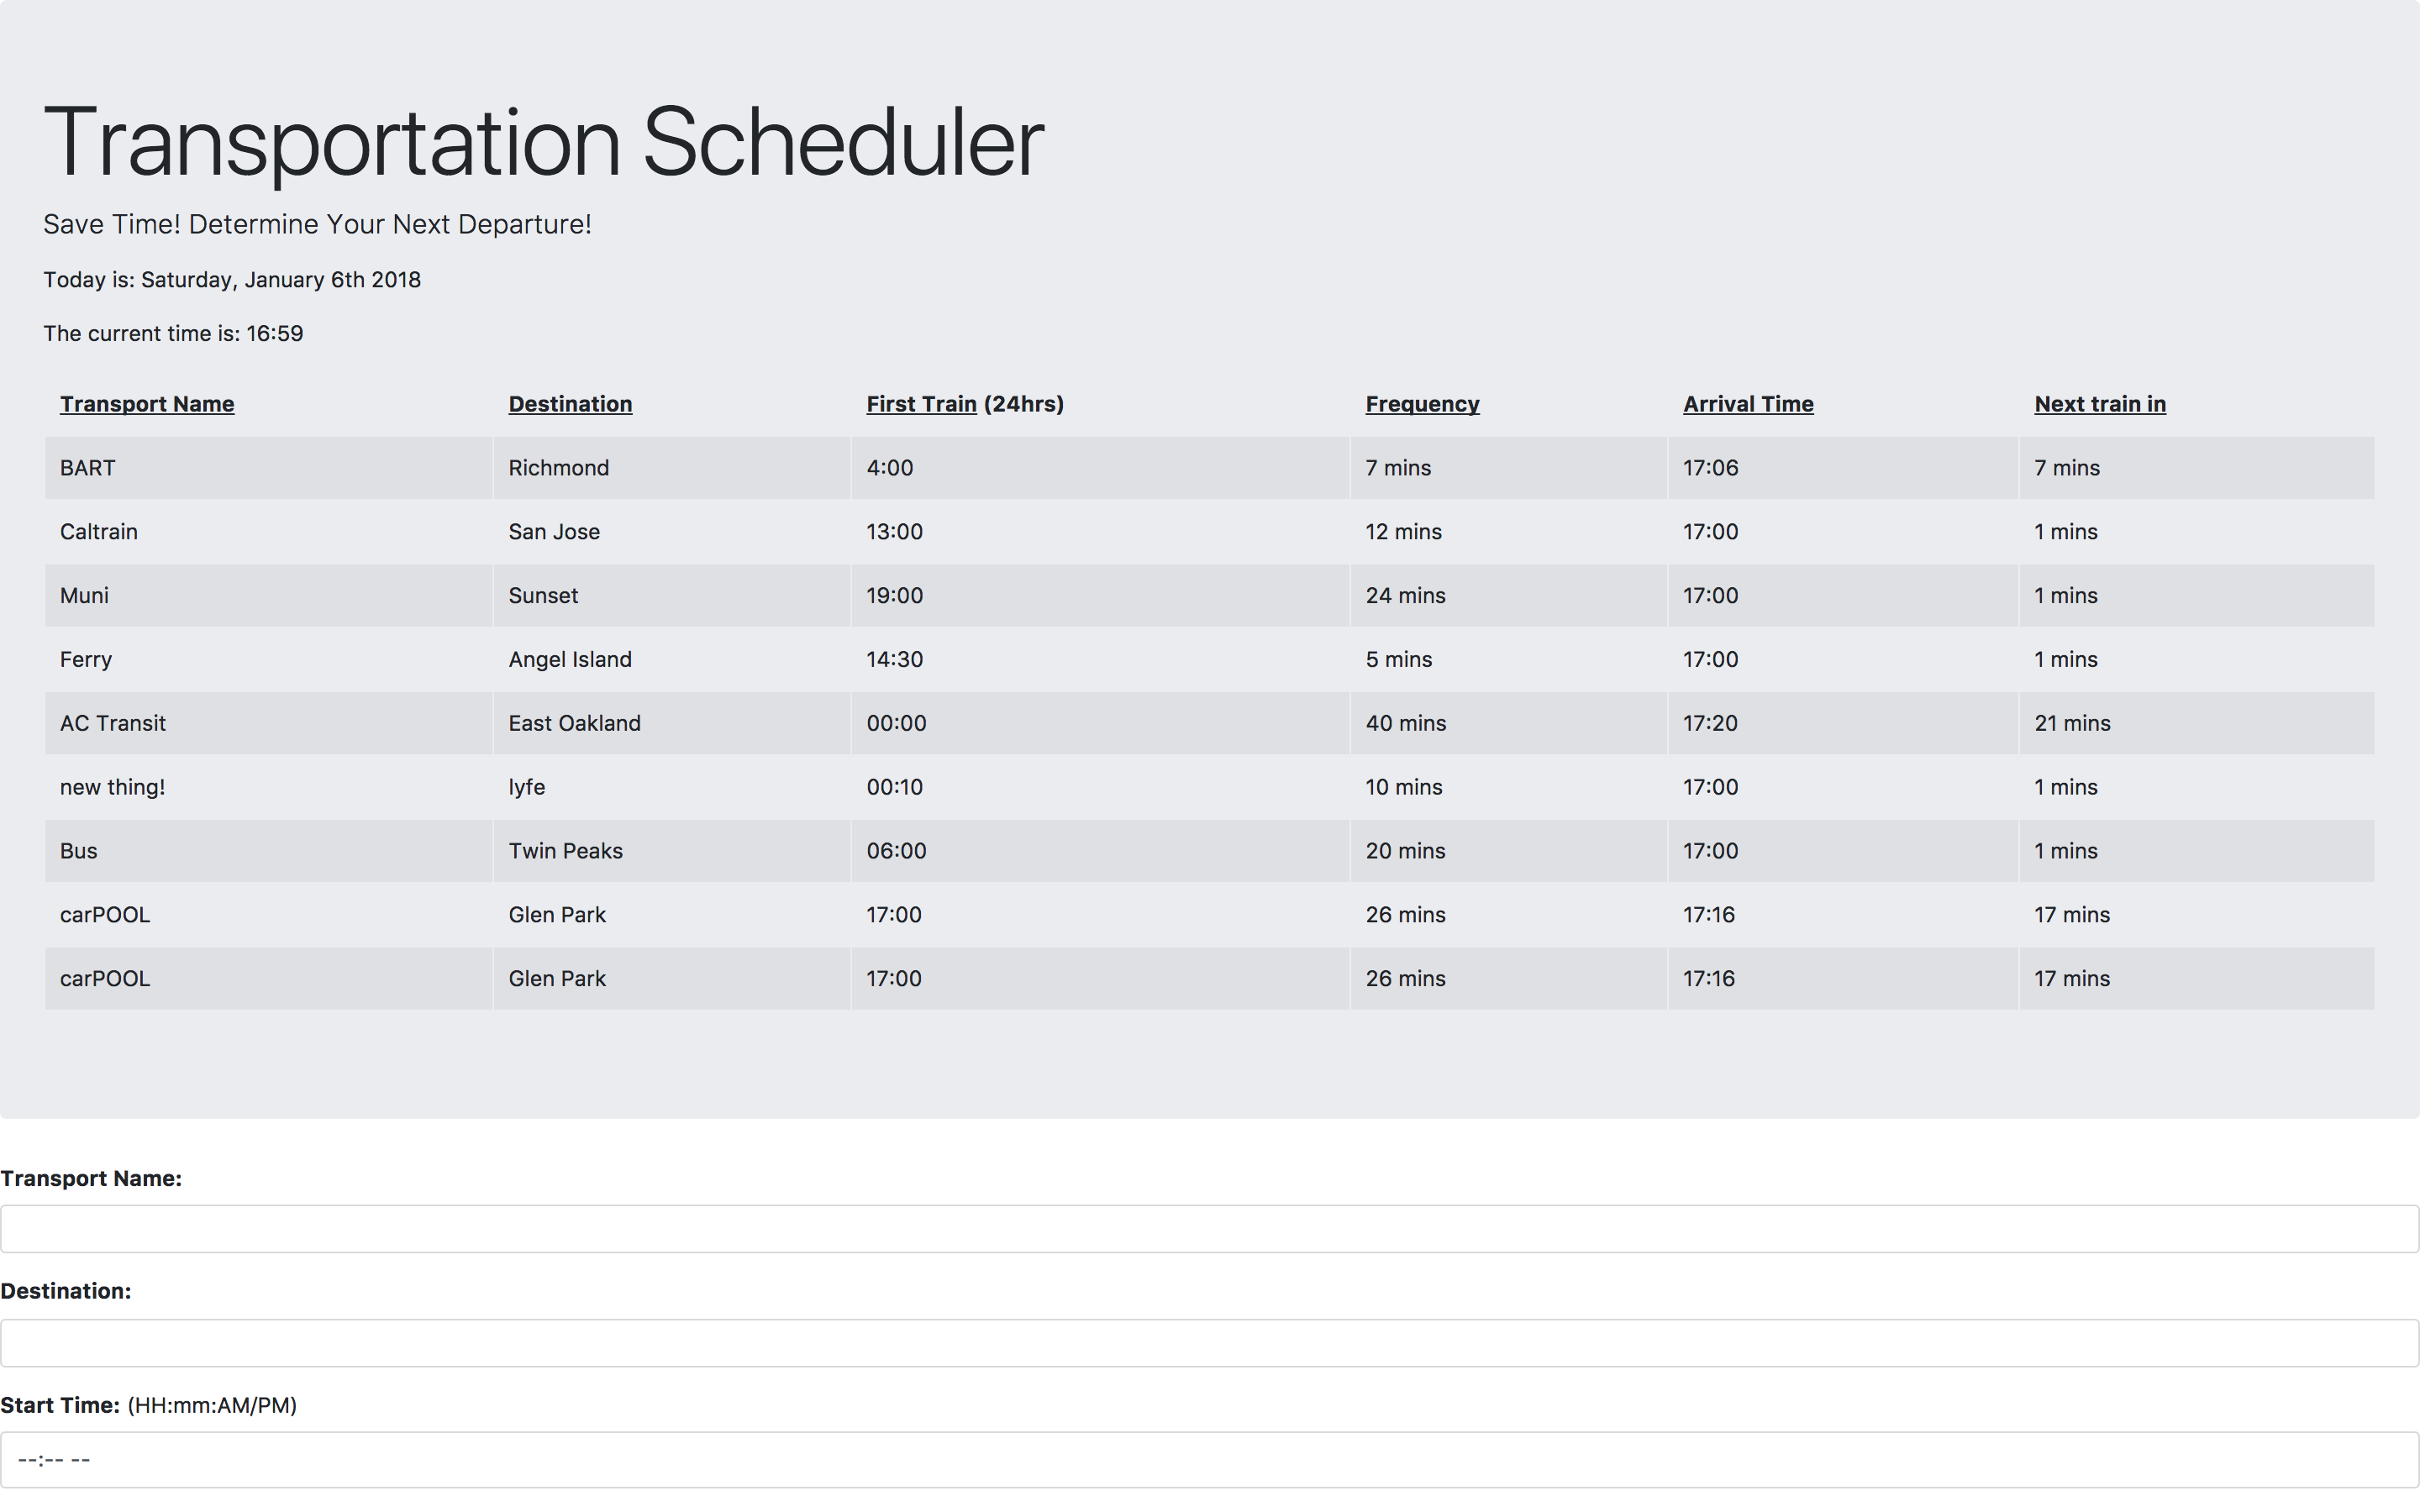 Transportation Scheduler
Save Time! Determine Your Next Departure!
Today is: Saturday, January 6th 2018
The current time is: 16:59
Transport Name Destination First Train (24hrs) Frequency Arrival Time Next train in
BART Richmond 4:00 7 mins 17:06 7 mins
Caltrain San Jose 13:00 12 mins 17:00 1 mins
Muni Sunset 19:00 24 mins 17:00 1 mins
Ferry Angel Island 14:30 5 mins 17:00 1 mins
AC Transit East Oakland 00:00 40 mins 17:20 21 mins
new thing! lyfe 00:10 10 mins 17:00 1 mins
Bus Twin Peaks 06:00 20 mins 17:00 1 mins
carPOOL Glen Park 17:00 26 mins 17:16 17 mins
carPOOL Glen Park 17:00 26 mins 17:16 17 mins
Transport Name:
Destination:
Start Time: (HH:mm:AM/PM)
--:-- --